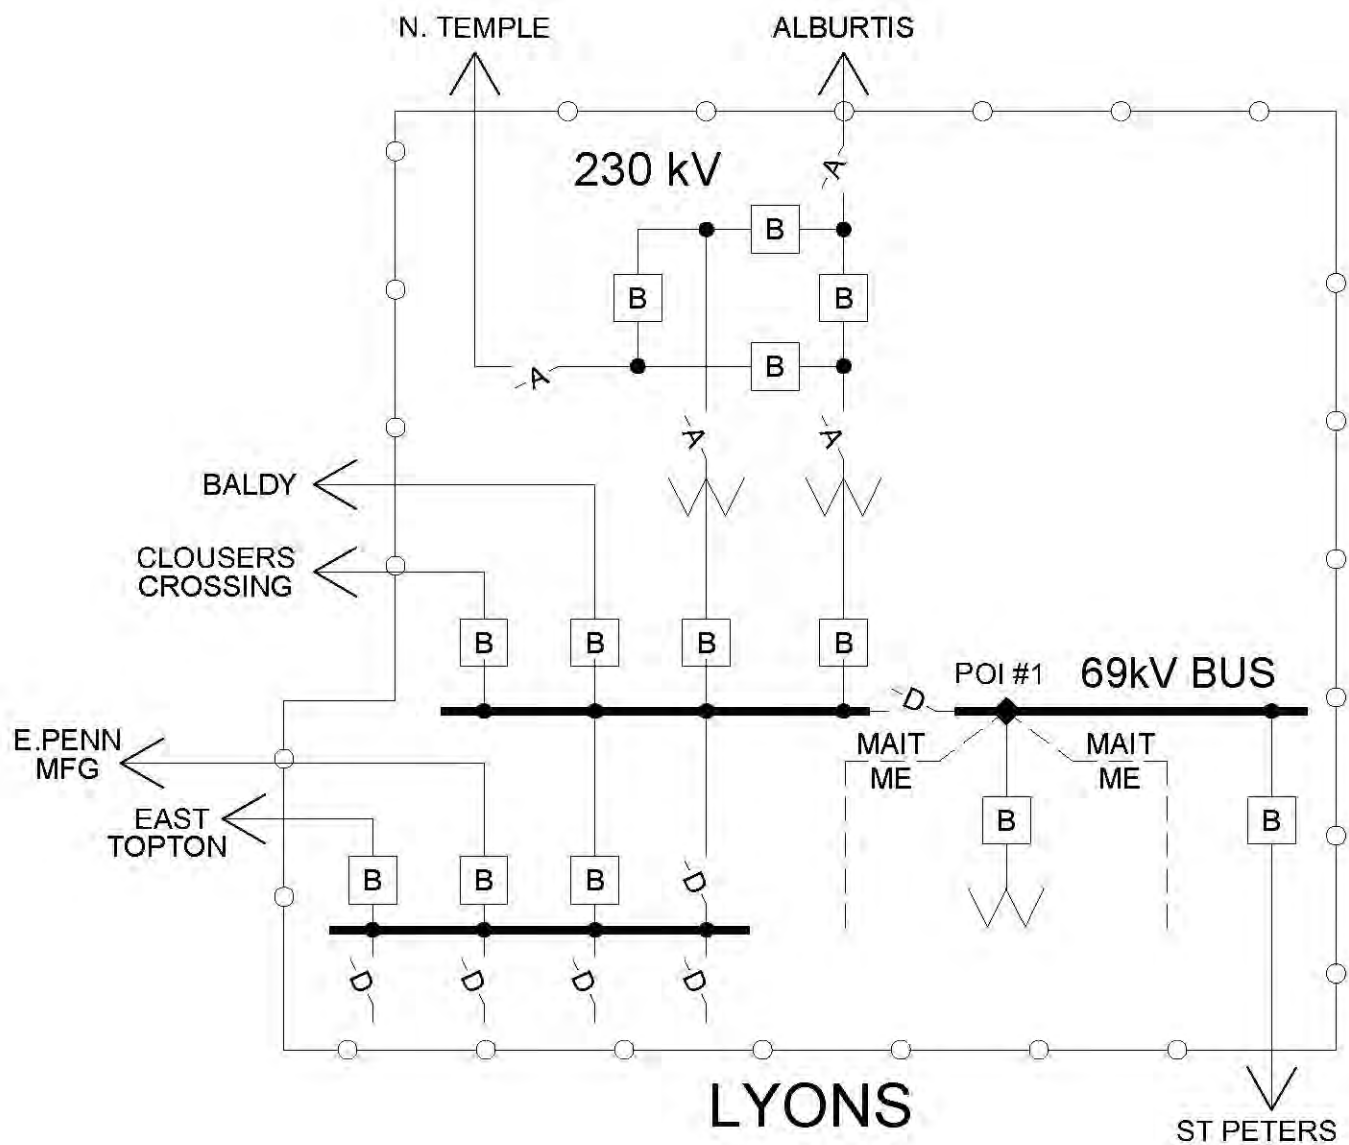 N. TEMPLE
ALBURTIS
230 kV
A
B
B
B
A
B
A
A
BALDY
CLOUSERS
CROSSING
B
B
B
B
D
POI #1
69kV BUS
MAIT
ME
MAIT
ME
E.PENN
MFG
EAST
TOPTON
B
B
B
B
B
D
D
D
D
D
LYONS
ST PETERS